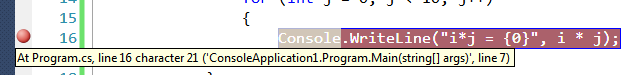 for (int j = 0; j < 10; j++)
15 {
16 Console.WriteLine("i*j = {0}", i * j);
At Program.cs, line 16 character 21 ('ConsoleApplication1.Program.Main(string[] args)', line 7)